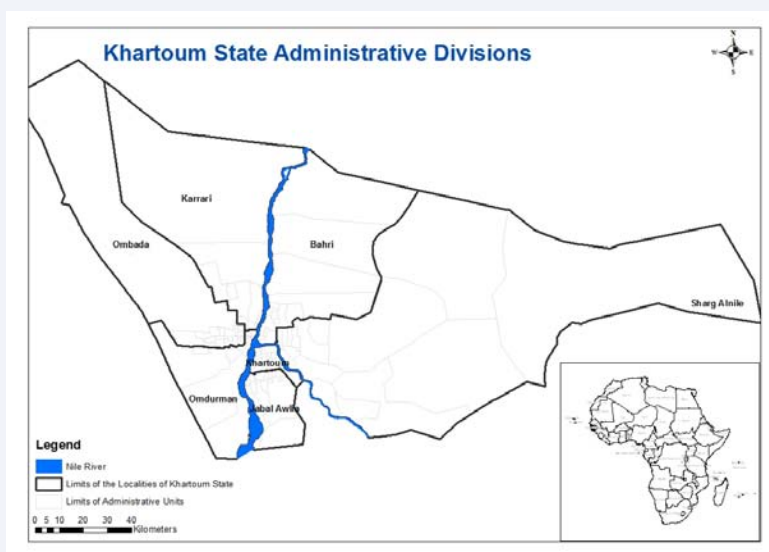 Khartoum State Administrative Divisions
N
W E
S
Karrari
Ombada
Bahri
Sharg Alnile
Khartoum
Omdurman
Jabal Awlia
Legend
Nile River
Limits of the Localities of Khartoum State
Limits of Administrative Units
0 5 10 20 30 40
Kilometers